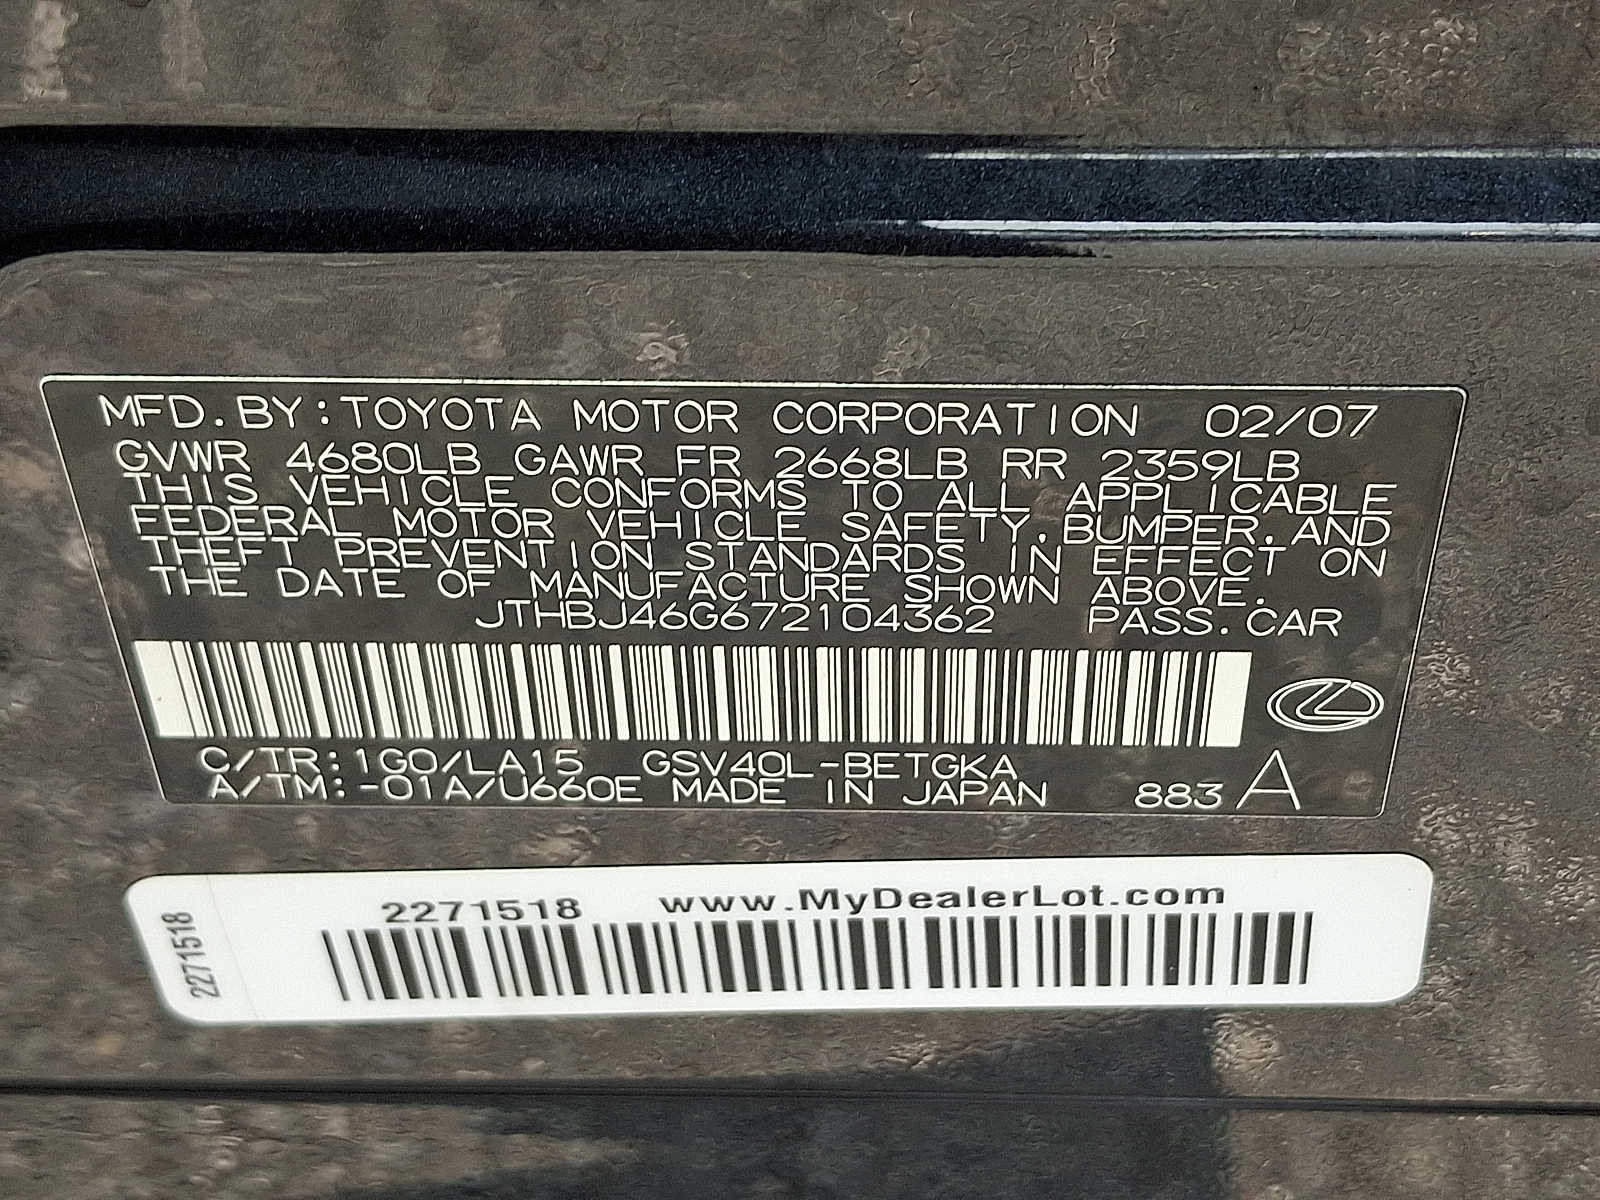 MFD.BY:TOYOTA MOTOR CORPORATION 02/07
GVWR 4680LB GAWR FR 2668LB RR 2359LB
THIS VEHICLE CONFORMS TO ALL APPLICABLE
FEDERAL MOTOR VEHICLE SAFETY,BUMPER,AND
THEFT PREVENTION STANDARDS IN EFFECT ON
THE DATE OF MANUFACTURE SHOWN ABOVE.
JTHBJ46G672104362 PASS.CAR
C/TR:1G0/LA15 GSV40L-BETGKA
A/TM:-01A/U660E MADE IN JAPAN 883 A
2271518 www.MyDealerLot.com
2271518